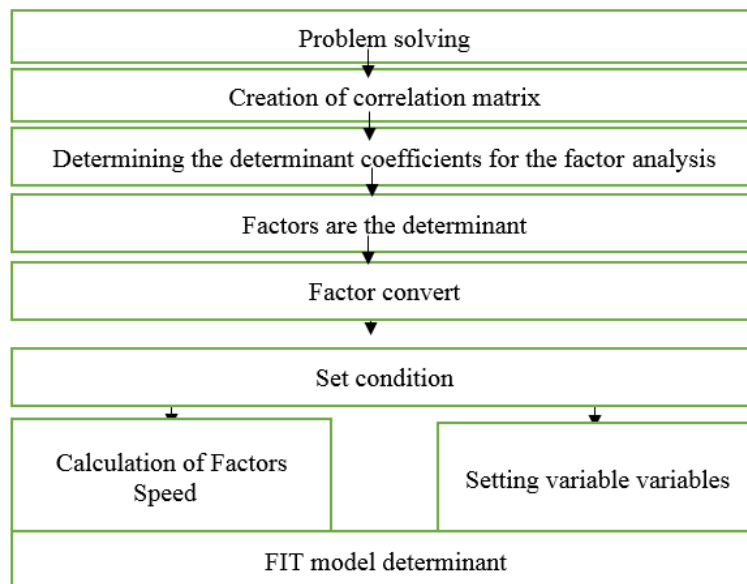 Problem solving
Creation of correlation matrix
Determining the determinant coefficients for the factor analysis
Factors are the determinant
Factor convert
Set condition
Calculation of Factors
Speed
Setting variable variables
FIT model determinant